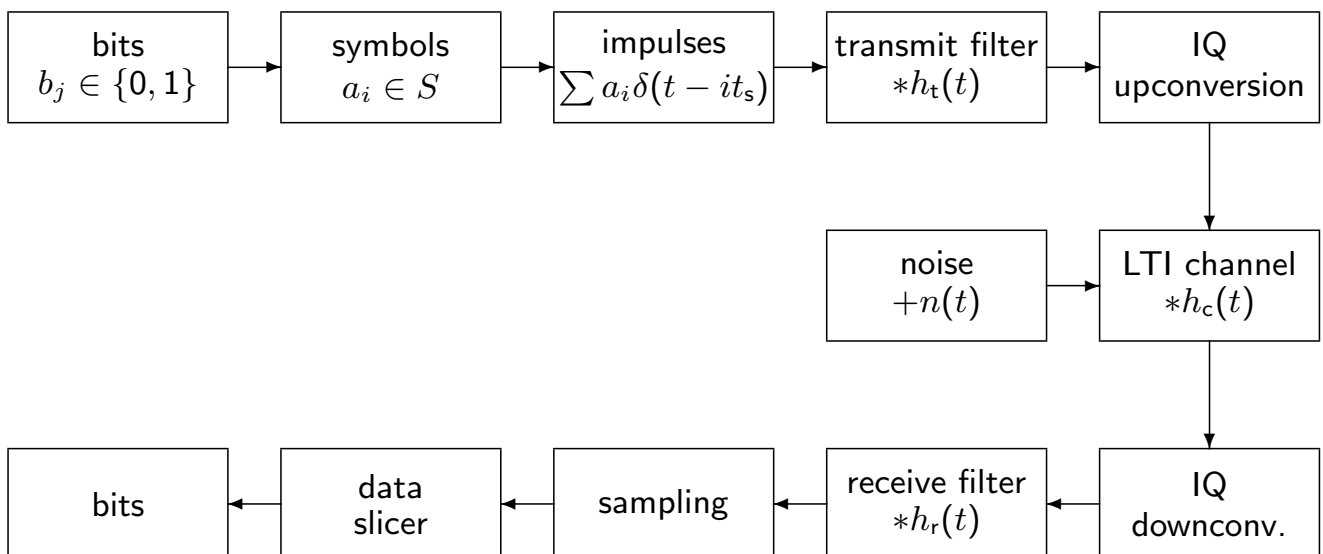 bits
b_j ∈ {0, 1}
symbols
a_i ∈ S
impulses
∑ a_i δ(t − it_s)
transmit filter
∗h_t(t)
IQ
upconversion
noise
+n(t)
LTI channel
∗h_c(t)
bits
data
slicer
sampling
receive filter
∗h_r(t)
IQ
downconv.